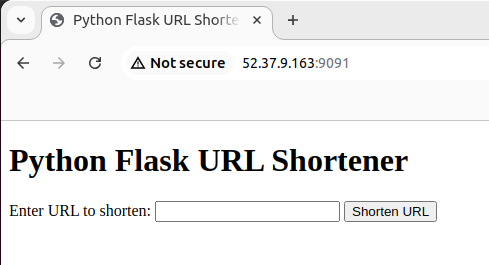 Python Flask URL Shorte
Not secure 52.37.9.163:9091
Python Flask URL Shortener
Enter URL to shorten: Shorten URL